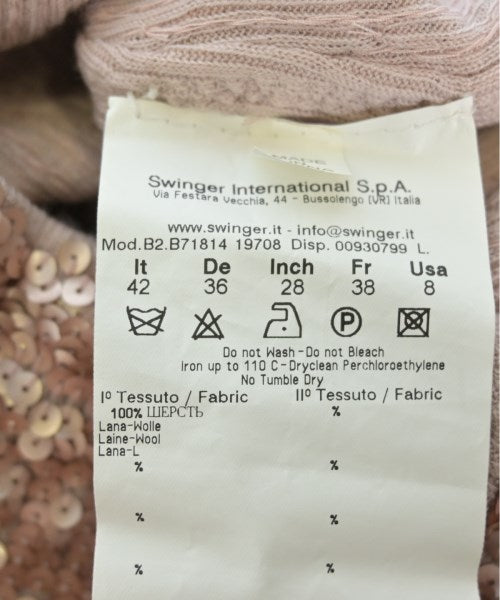 MADE
Swinger International S.p.A.
Via Festara Vecchia, 44 - Bussolengo (VR) Italia
www.swinger.it - info@swinger.it
Mod.B2.B71814 19708 Disp. 00930799 L.
It De Inch Fr Usa
42 36 28 38 8
P
Do not Wash-Do not Bleach
Iron up to 110 C-Dryclean Perchloroethylene
No Tumble Dry
I° Tessuto / Fabric II° Tessuto / Fabric
100% ШЕРСТЬ %
Lana-Wolle
Laine-Wool
Lana-L
% %
% %
% %